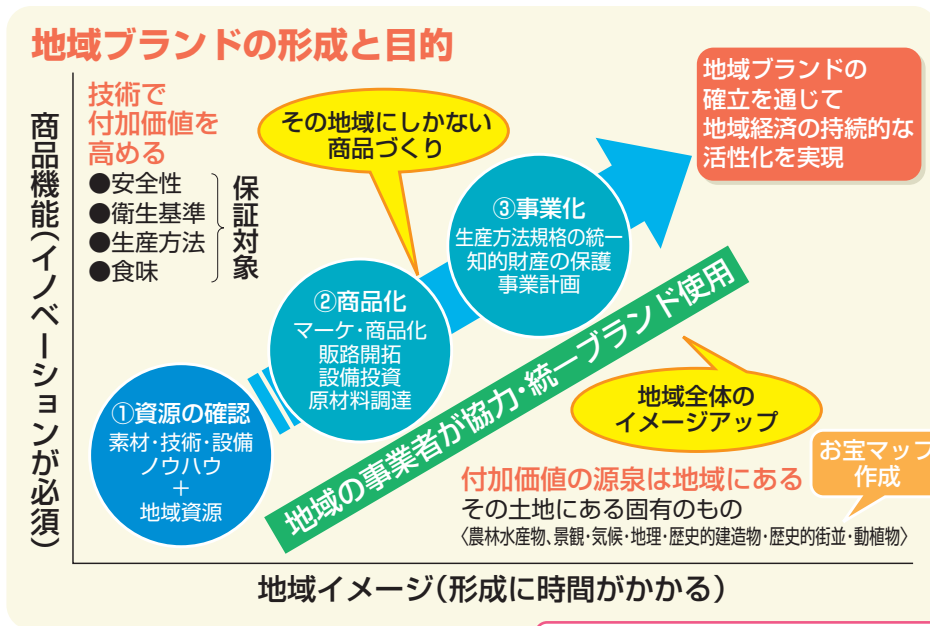 地域ブランドの形成と目的
商品機能(イノベーションが必須)
技術で
付加価値を
高める
●安全性
●衛生基準
●生産方法
●食味
保証対象
その地域にしかない
商品づくり
地域ブランドの
確立を通じて
地域経済の持続的な
活性化を実現
③事業化
生産方法規格の統一
知的財産の保護
事業計画
②商品化
マーケ・商品化
販路開拓
設備投資
原材料調達
①資源の確認
素材・技術・設備
ノウハウ
+
地域資源
地域の事業者が協力・統一ブランド使用
地域全体の
イメージアップ
お宝マップ
作成
付加価値の源泉は地域にある
その土地にある固有のもの
〈農林水産物、景観・気候・地理・歴史的建造物・歴史的街並・動植物〉
地域イメージ(形成に時間がかかる)